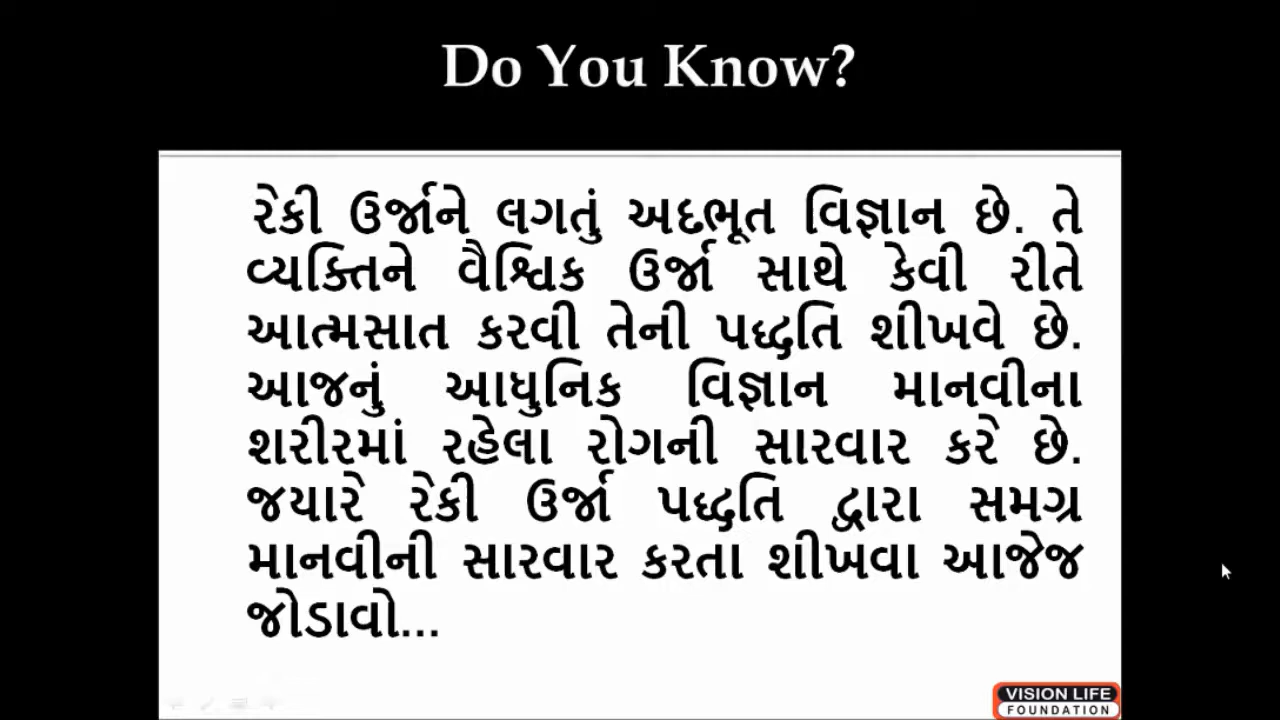 Do You Know?
રેકી ઉર્જાને લગતું અદભૂત વિજ્ઞાન છે. તે
વ્યક્તિને વૈશ્વિક ઉર્જા સાથે કેવી રીતે
આત્મસાત કરવી તેની પદ્ધતિ શીખવે છે.
આજનું આધુનિક વિજ્ઞાન માનવીના
શરીરમાં રહેલા રોગની સારવાર કરે છે.
જયારે રેકી ઉર્જા પદ્ધતિ દ્વારા સમગ્ર
માનવીની સારવાર કરતા શીખવા આજેજ
જોડાવો...
VISION LIFE
FOUNDATION